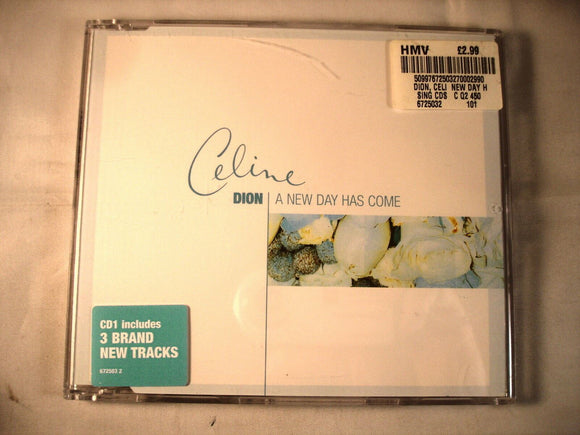 HMV £2.99
50997672503270002990
DION, CELI NEW DAY H
SING CDS C 02 450
6725032 101
Celine
DION A NEW DAY HAS COME
CD1 includes
3 BRAND
NEW TRACKS
672503 2